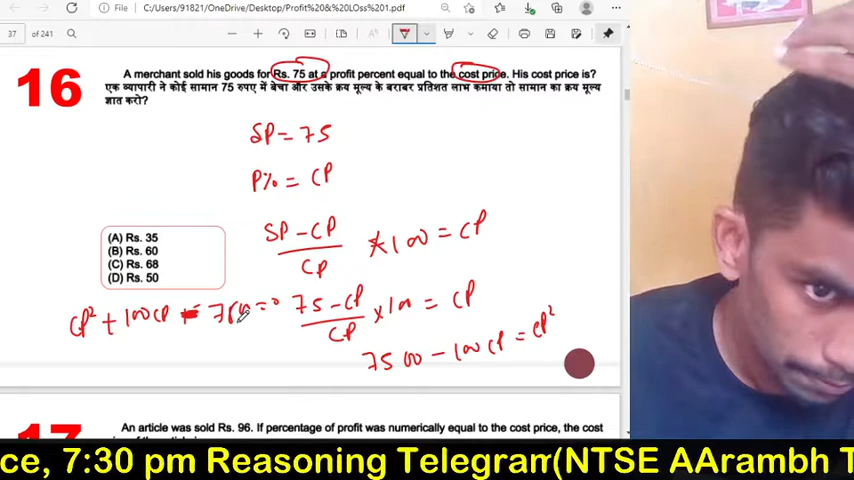 C:/Users/91821/OneDrive/Desktop/Profit%20&%20LOss%201.pdf
37 of 241
16
A merchant sold his goods for Rs. 75 at a profit percent equal to the cost price. His cost price is?
एक व्यापारी ने कोई सामान 75 रुपए में बेचा और उसके क्रय मूल्य के बराबर प्रतिशत लाभ कमाया तो सामान का क्रय मूल्य
ज्ञात करो?
SP = 75
P% = CP
SP - CP
CP
* 100 = CP
(A) Rs. 35
(B) Rs. 60
(C) Rs. 68
(D) Rs. 50
75 - CP
CP
x 100 = CP
CP² + 100CP - = 0
7500 - 100CP = CP²
17
An article was sold Rs. 96. If percentage of profit was numerically equal to the cost price, the cost
ce, 7:30 pm Reasoning Telegram(NTSE AArambh T